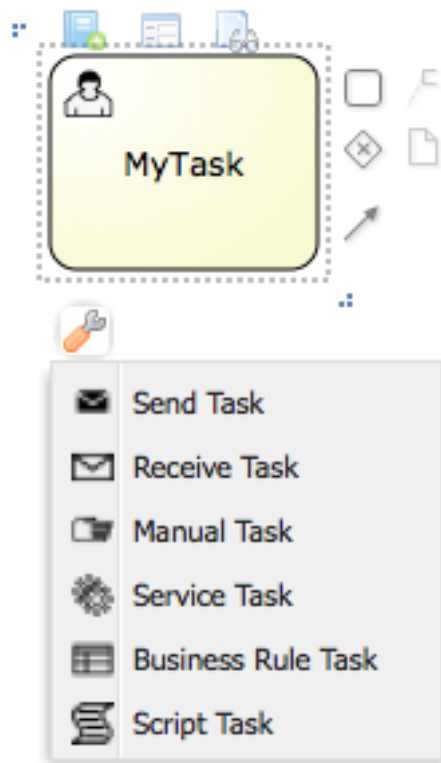 MyTask
Send Task
Receive Task
Manual Task
Service Task
Business Rule Task
Script Task